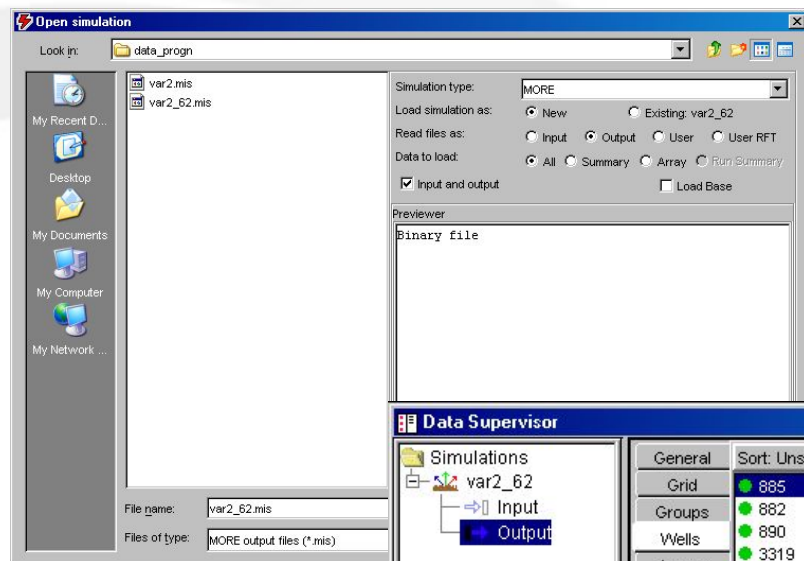 Open simulation
Look in: data_progn
My Recent D...
Desktop
My Documents
My Computer
My Network ...
var2.mis
var2_62.mis
Simulation type: MORE
Load simulation as: New Existing: var2_62
Read files as: Input Output User User RFT
Data to load: All Summary Array Run Summary
Input and output Load Base
Previewer
Binary file
File name: var2_62.mis
Files of type: MORE output files (*.mis)
Data Supervisor
Simulations
var2_62
Input
Output
General
Grid
Groups
Wells
Sort: Uns
885
882
890
3319